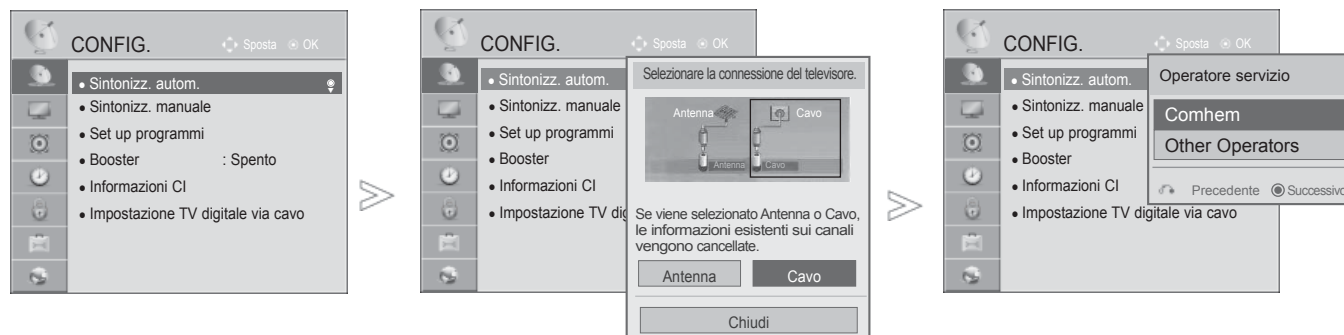 CONFIG.
Sposta OK
• Sintonizz. autom.
• Sintonizz. manuale
• Set up programmi
• Booster : Spento
• Informazioni CI
• Impostazione TV digitale via cavo
CONFIG.
Sposta OK
• Sintonizz. autom.
• Sintonizz. manuale
• Set up programmi
• Booster
• Informazioni CI
• Impostazione TV dig
Selezionare la connessione del televisore.
Antenna Cavo
Antenna Cavo
Se viene selezionato Antenna o Cavo,
le informazioni esistenti sui canali
vengono cancellate.
Antenna Cavo
Chiudi
CONFIG.
Sposta OK
• Sintonizz. autom.
• Sintonizz. manuale
• Set up programmi
• Booster
• Informazioni CI
• Impostazione TV digitale via cavo
Operatore servizio
Comhem
Other Operators
Precedente Successivo